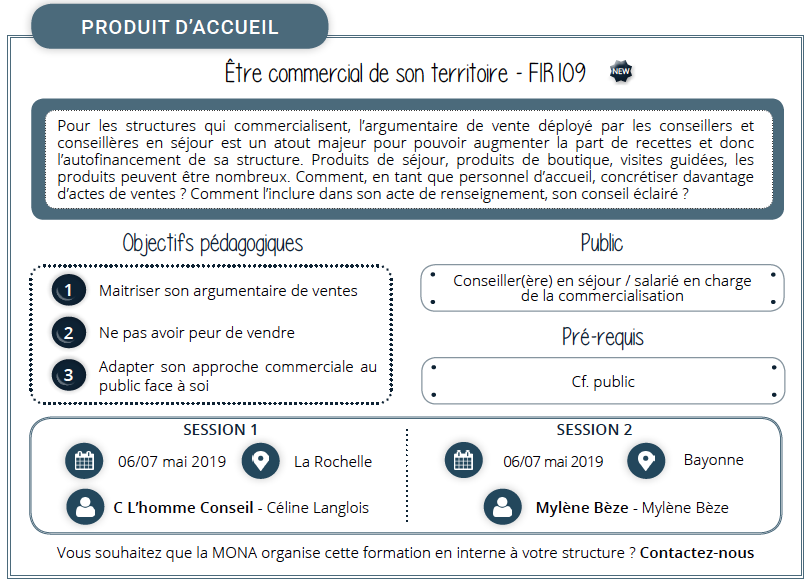 PRODUIT D'ACCUEIL
Être commercial de son territoire - FIR109 NEW
Pour les structures qui commercialisent, l'argumentaire de vente déployé par les conseillers et
conseillères en séjour est un atout majeur pour pouvoir augmenter la part de recettes et donc
l'autofinancement de sa structure. Produits de séjour, produits de boutique, visites guidées, les
produits peuvent être nombreux. Comment, en tant que personnel d'accueil, concrétiser davantage
d'actes de ventes ? Comment l'inclure dans son acte de renseignement, son conseil éclairé ?
Objectifs pédagogiques
1 Maitriser son argumentaire de ventes
2 Ne pas avoir peur de vendre
3 Adapter son approche commerciale au
public face à soi
Public
Conseiller(ère) en séjour / salarié en charge
de la commercialisation
Pré-requis
Cf. public
SESSION 1
06/07 mai 2019 La Rochelle
C L'homme Conseil - Céline Langlois
SESSION 2
06/07 mai 2019 Bayonne
Mylène Bèze - Mylène Bèze
Vous souhaitez que la MONA organise cette formation en interne à votre structure ? Contactez-nous